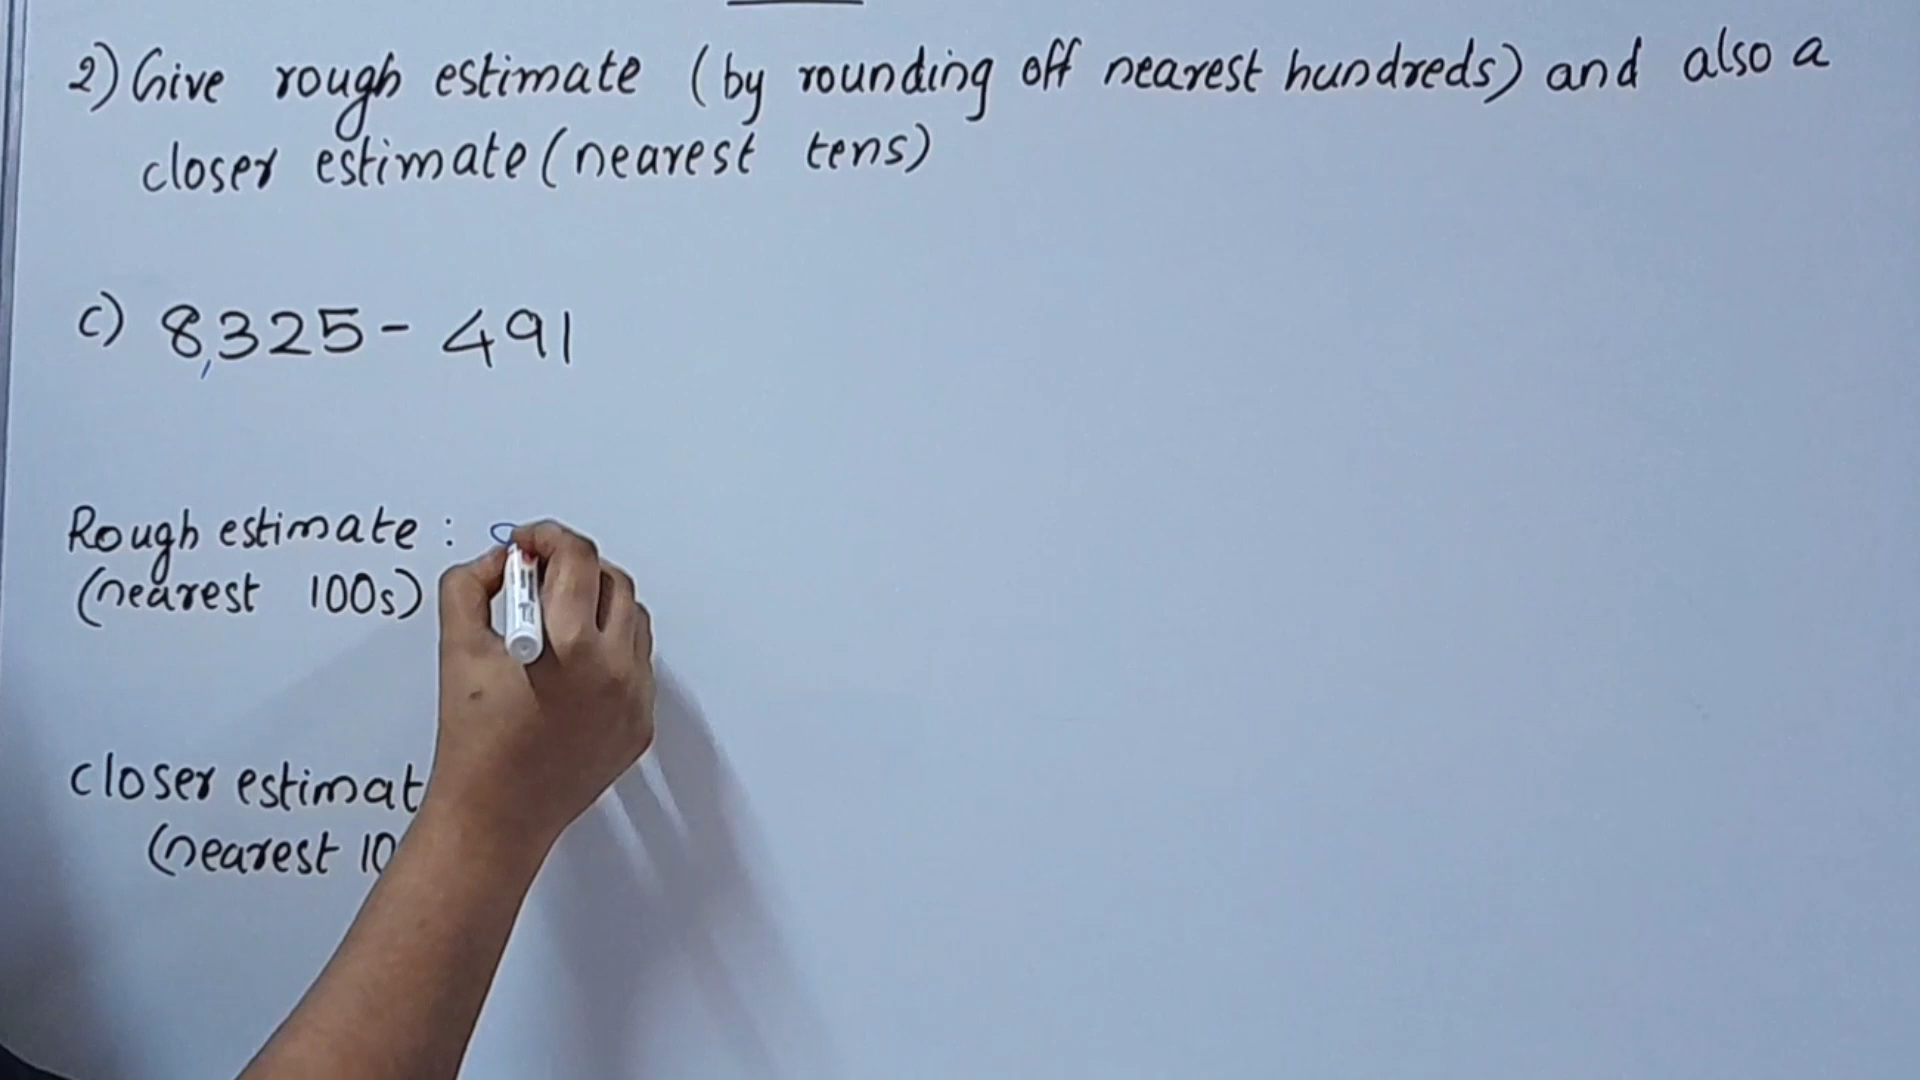 2) Give rough estimate (by rounding off nearest hundreds) and also a
closer estimate (nearest tens)
c) 8,325 - 491
Rough estimate :
(nearest 100s)
closer estimat
(nearest 10